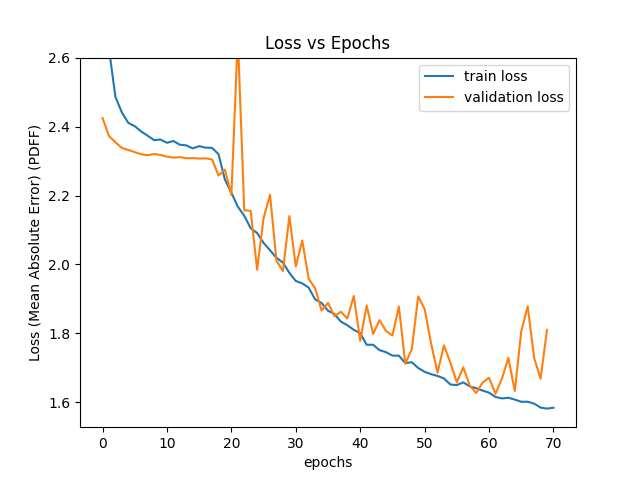 Loss vs Epochs
train loss
validation loss
Loss (Mean Absolute Error) (PDFF)
2.6
2.4
2.2
2.0
1.8
1.6
0 10 20 30 40 50 60 70
epochs